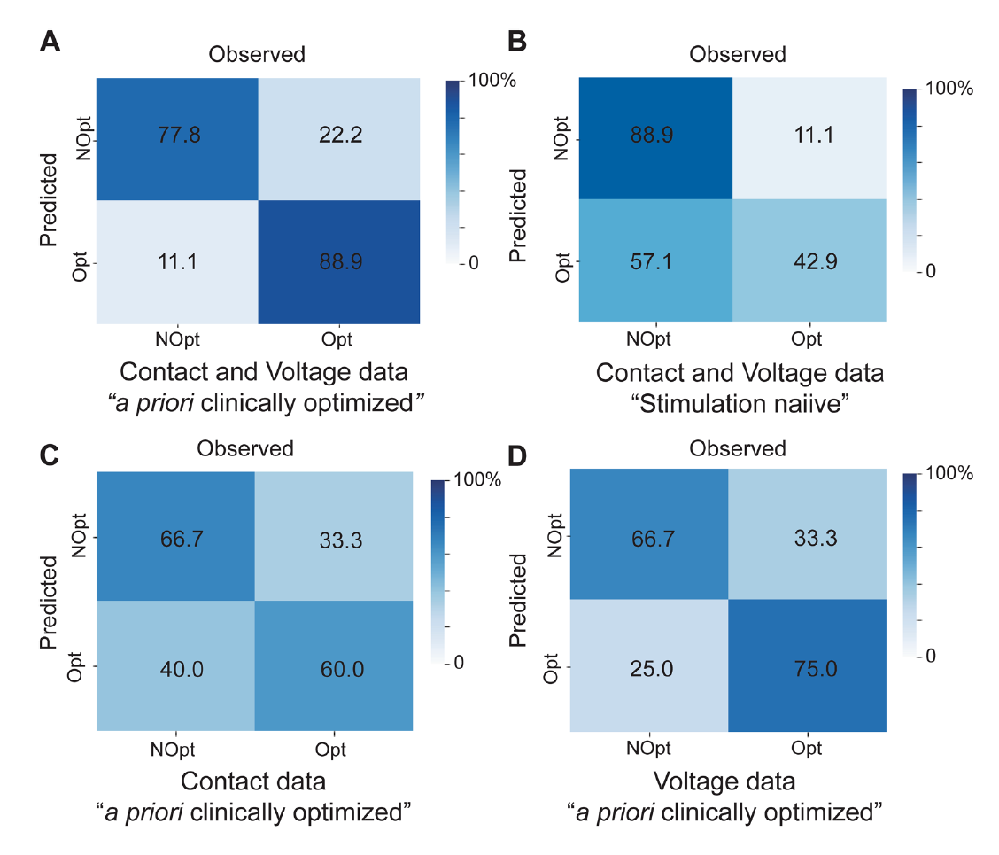 A
Observed
Predicted
NOpt
77.8
22.2
Opt
11.1
88.9
NOpt
Opt
100%
0
Contact and Voltage data
“a priori clinically optimized”
B
Observed
Predicted
NOpt
88.9
11.1
Opt
57.1
42.9
NOpt
Opt
100%
0
Contact and Voltage data
“Stimulation naiive”
C
Observed
Predicted
NOpt
66.7
33.3
Opt
40.0
60.0
NOpt
Opt
100%
0
Contact data
“a priori clinically optimized”
D
Observed
Predicted
NOpt
66.7
33.3
Opt
25.0
75.0
NOpt
Opt
100%
0
Voltage data
“a priori clinically optimized”